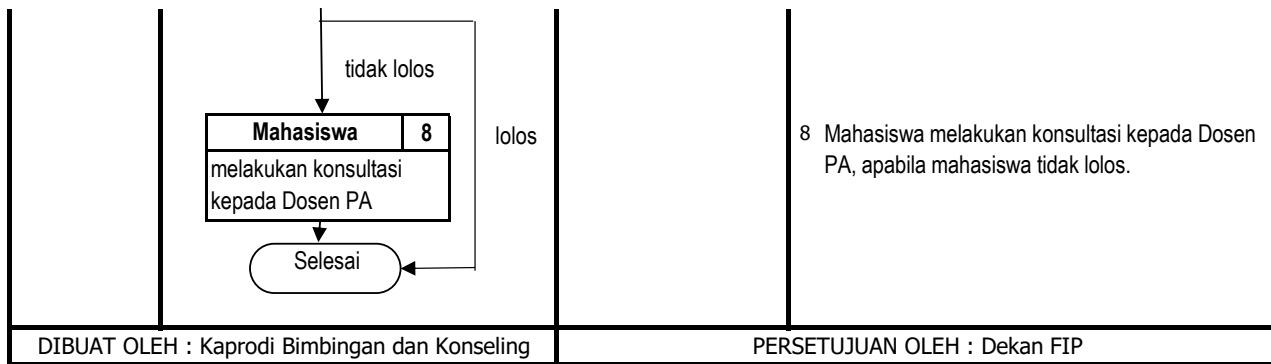 tidak lolos
Mahasiswa 8
lolos
melakukan konsultasi
kepada Dosen PA
Selesai
8 Mahasiswa melakukan konsultasi kepada Dosen
PA, apabila mahasiswa tidak lolos.
DIBUAT OLEH : Kaprodi Bimbingan dan Konseling
PERSETUJUAN OLEH : Dekan FIP